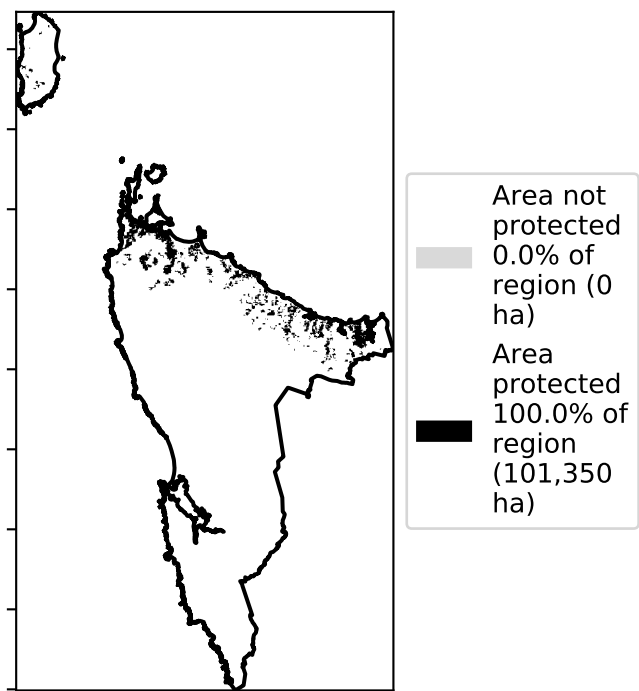 Area not
protected
0.0% of
region (0
ha)
Area
protected
100.0% of
region
(101,350
ha)